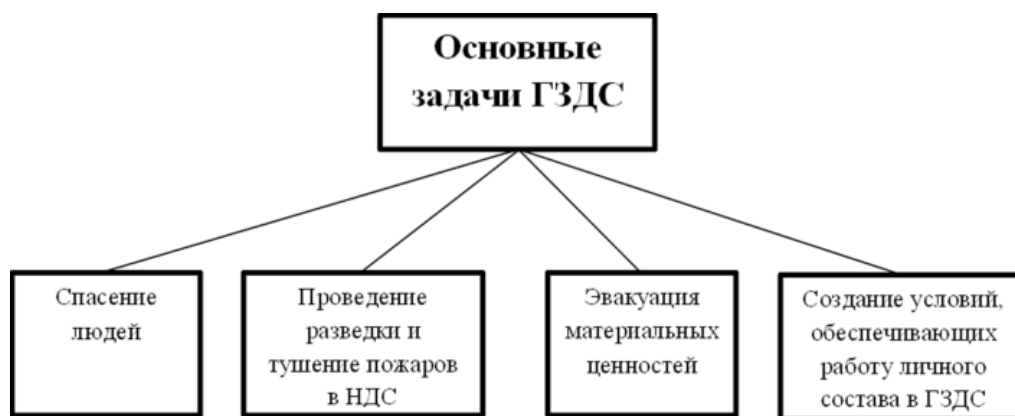 Основные
задачи ГЗДС
Спасение
людей
Проведение
разведки и
тушение пожаров
в НДС
Эвакуация
материальных
ценностей
Создание условий,
обеспечивающих
работу личного
состава в ГЗДС